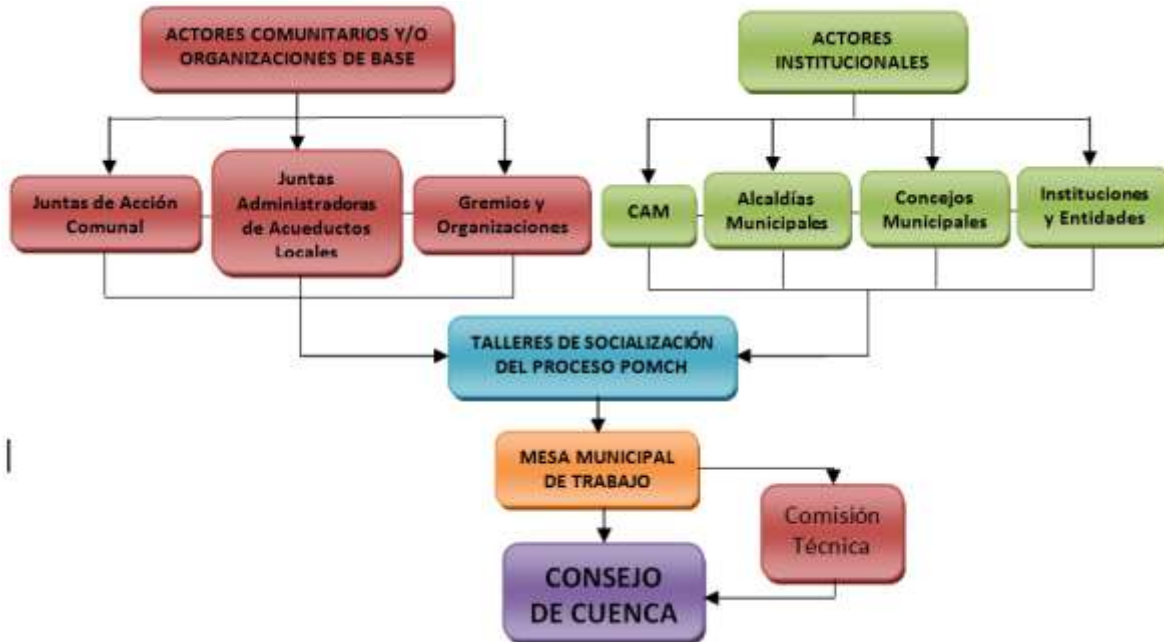 ACTORES COMUNITARIOS Y/O
ORGANIZACIONES DE BASE
ACTORES
INSTITUCIONALES
Juntas de Acción
Comunal
Juntas
Administradoras
de Acueductos
Locales
Gremios y
Organizaciones
CAM
Alcaldías
Municipales
Concejos
Municipales
Instituciones
y Entidades
TALLERES DE SOCIALIZACIÓN
DEL PROCESO POMCH
MESA MUNICIPAL
DE TRABAJO
Comisión
Técnica
CONSEJO
DE CUENCA